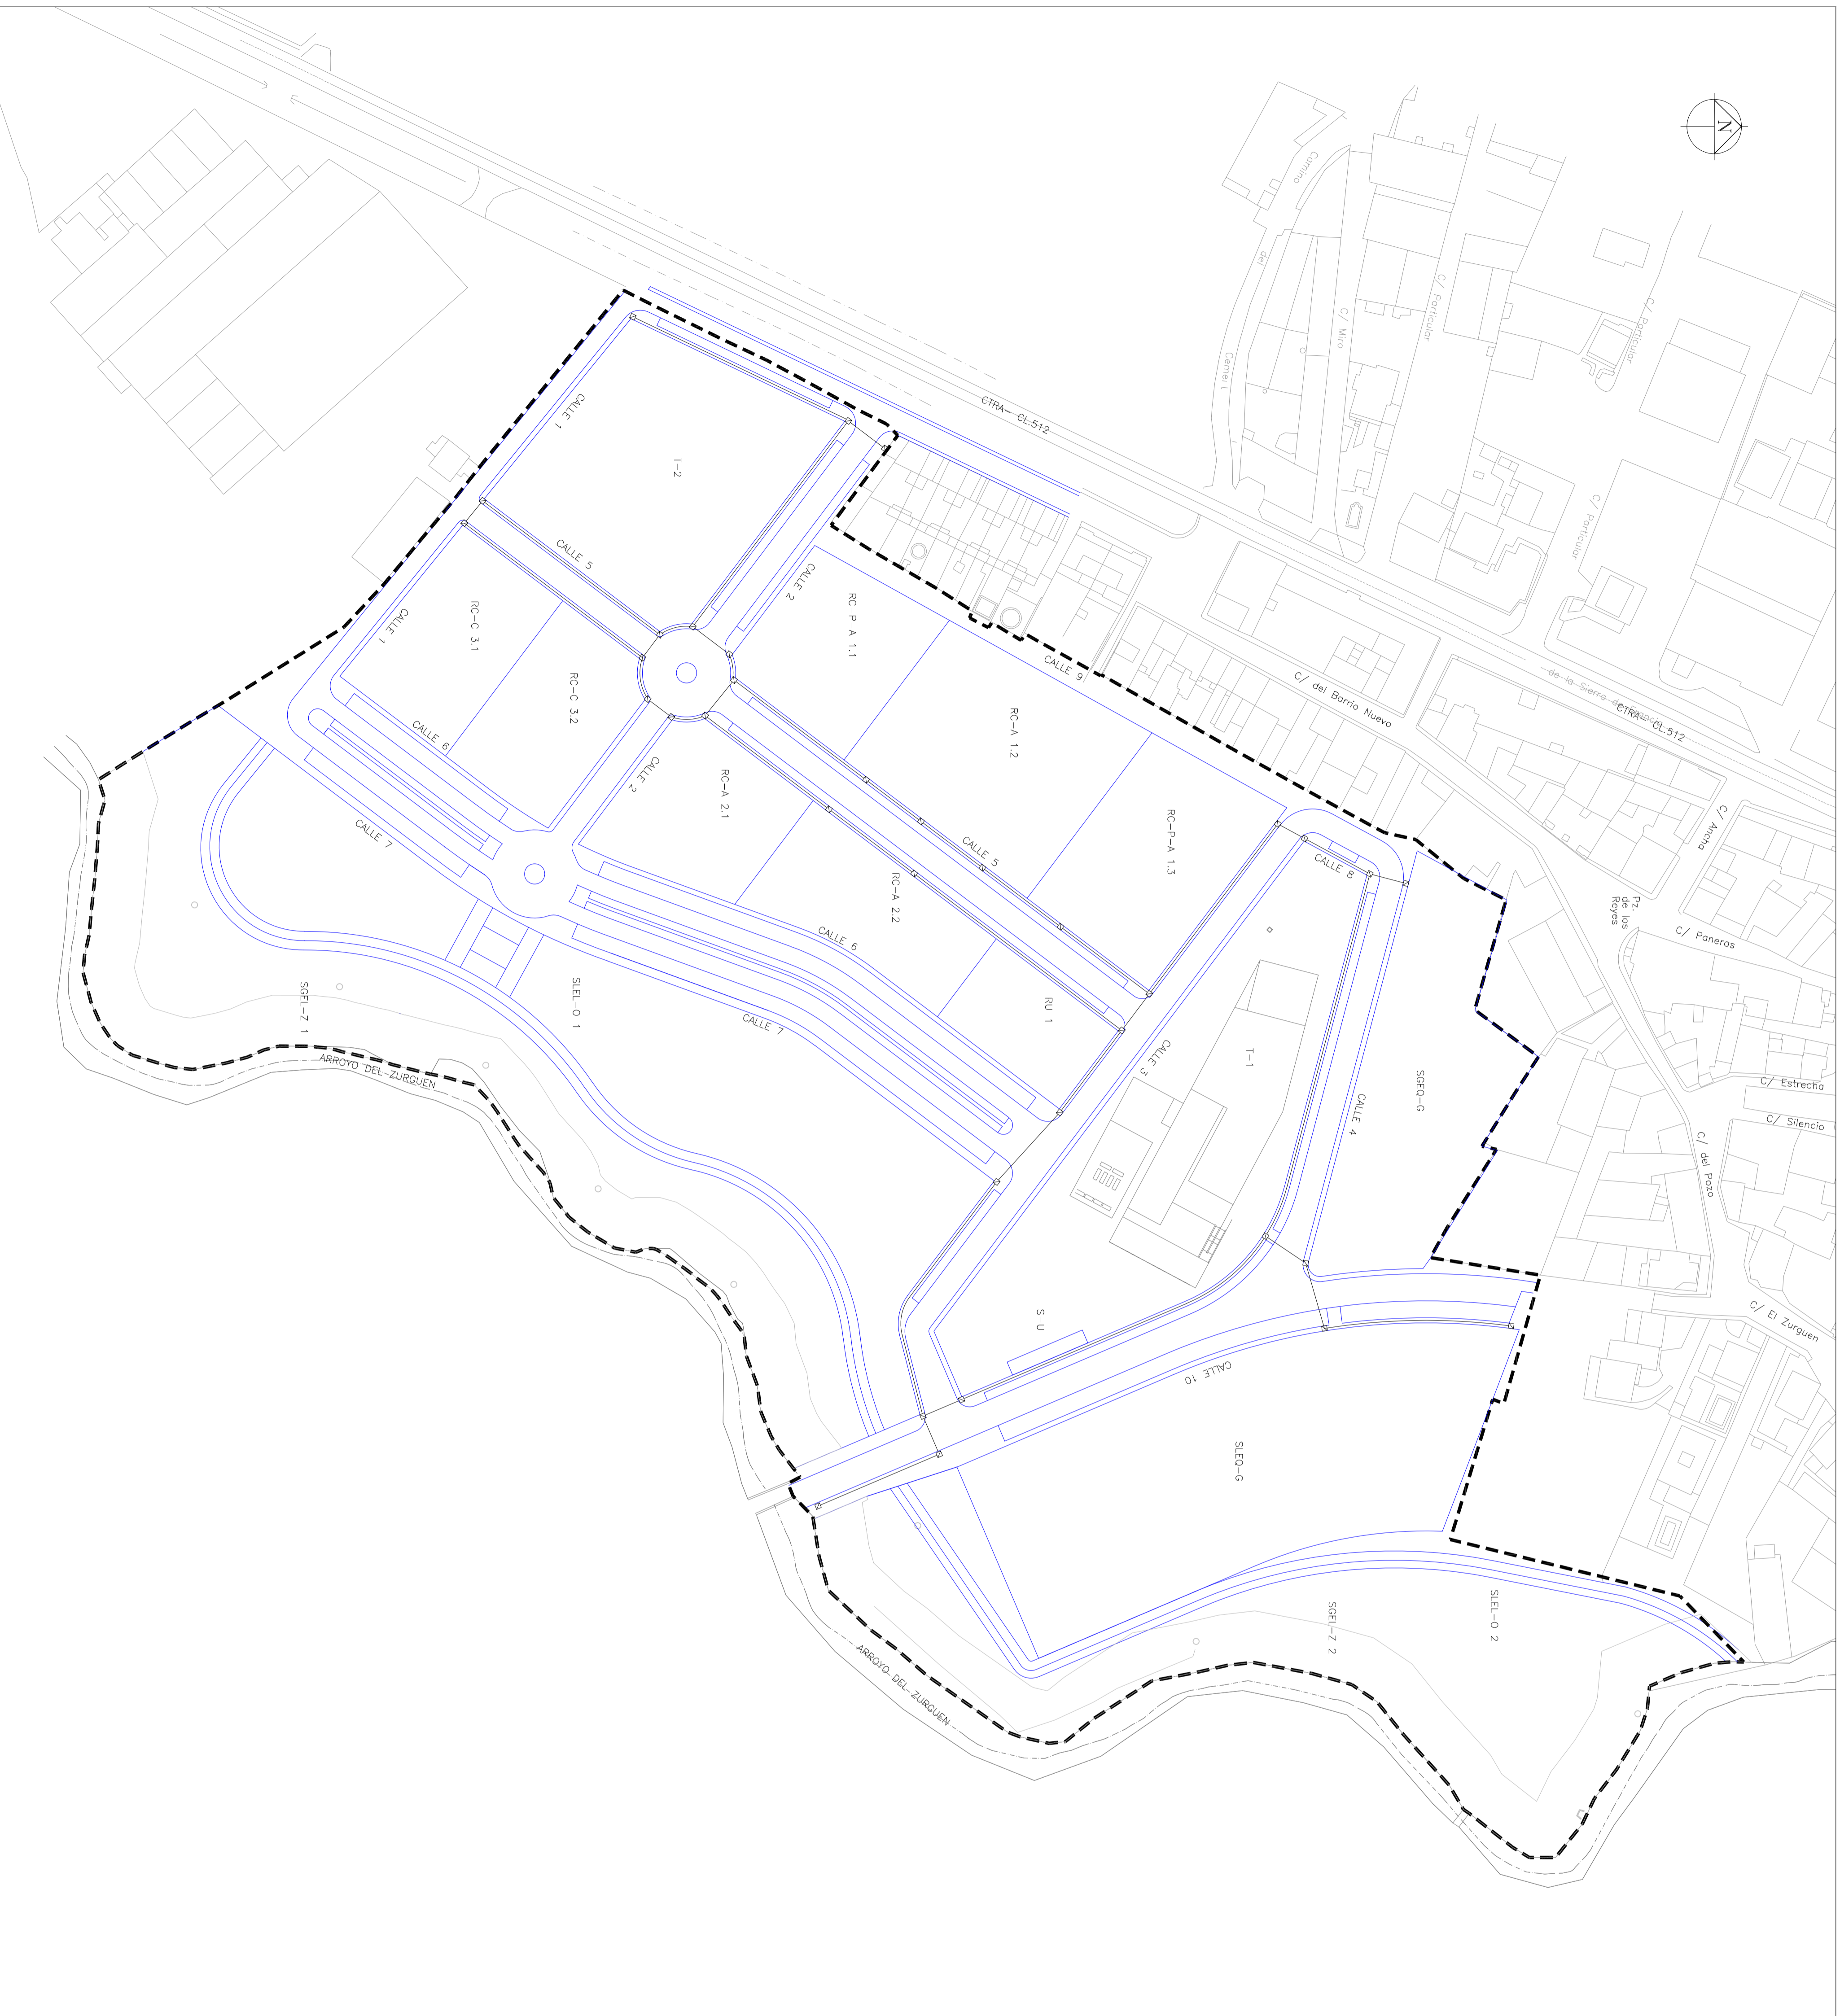 N
Camino
del
Cementerio
C/ Miro
C/ Particular
C/ Particular
C/ Particular
CTRA- CL.512
de la Sierra de
CTRA- CL.512
C/ del Barrio Nuevo
C/ Ancha
Pz.
de los
Reyes
C/ Paneras
C/ Estrecha
C/ Silencio
C/ del Pozo
C/ El Zurguen
CALLE 1
T-2
CALLE 5
CALLE 2
CALLE 1
RC-C 3.1
RC-C 3.2
RC-P-A 1.1
CALLE 9
RC-A 1.2
RC-P-A 1.3
CALLE 8
CALLE 6
CALLE 2
RC-A 2.1
CALLE 5
RC-A 2.2
CALLE 7
CALLE 6
RU 1
CALLE 3
T-1
CALLE 4
SGEQ-G
SGEL-Z 1
SLEL-O 1
CALLE 7
ARROYO DEL ZURGUEN
S-U
CALLE 10
SLEQ-G
SGEL-Z 2
SLEL-O 2
ARROYO DEL ZURGUEN